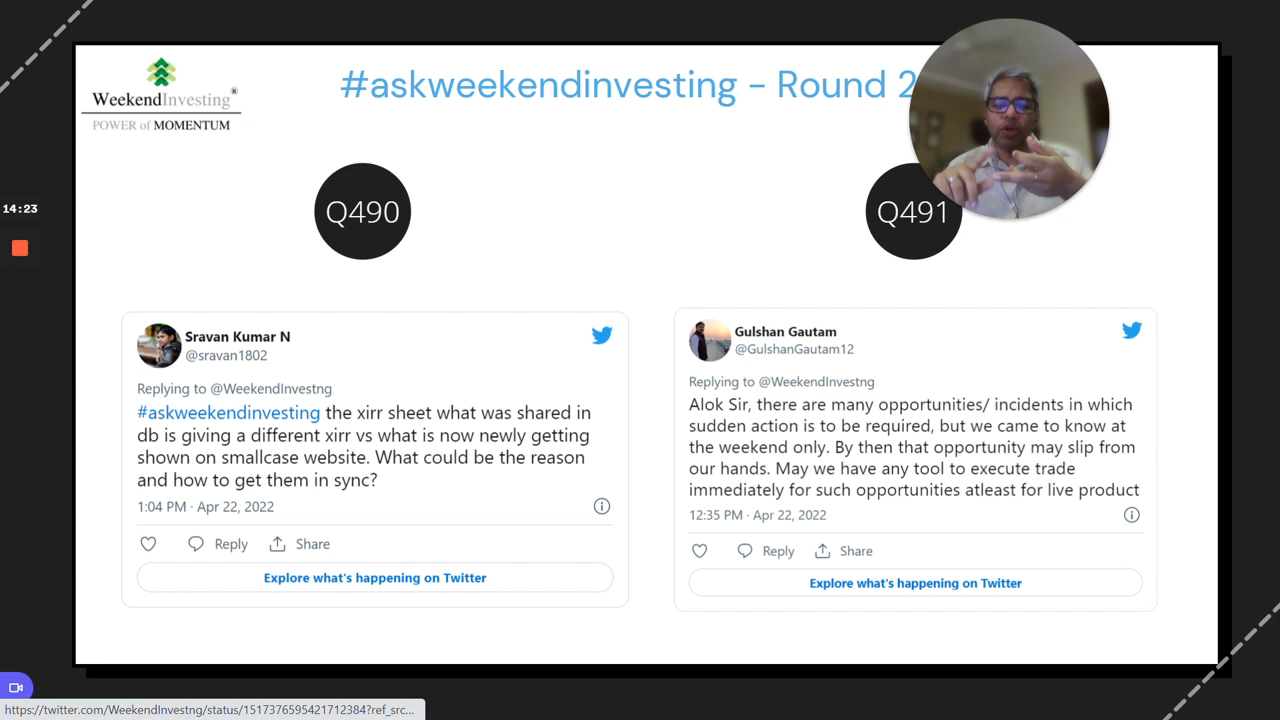 WeekendInvesting®
POWER of MOMENTUM
#askweekendinvesting - Round 2
14:23
Q490
Q491
Sravan Kumar N
@sravan1802
Replying to @WeekendInvestng
#askweekendinvesting the xirr sheet what was shared in
db is giving a different xirr vs what is now newly getting
shown on smallcase website. What could be the reason
and how to get them in sync?
1:04 PM · Apr 22, 2022
Reply
Share
Explore what's happening on Twitter
Gulshan Gautam
@GulshanGautam12
Replying to @WeekendInvestng
Alok Sir, there are many opportunities/ incidents in which
sudden action is to be required, but we came to know at
the weekend only. By then that opportunity may slip from
our hands. May we have any tool to execute trade
immediately for such opportunities atleast for live product
12:35 PM · Apr 22, 2022
Reply
Share
Explore what's happening on Twitter
https://twitter.com/WeekendInvestng/status/1517376595421712384?ref_src...